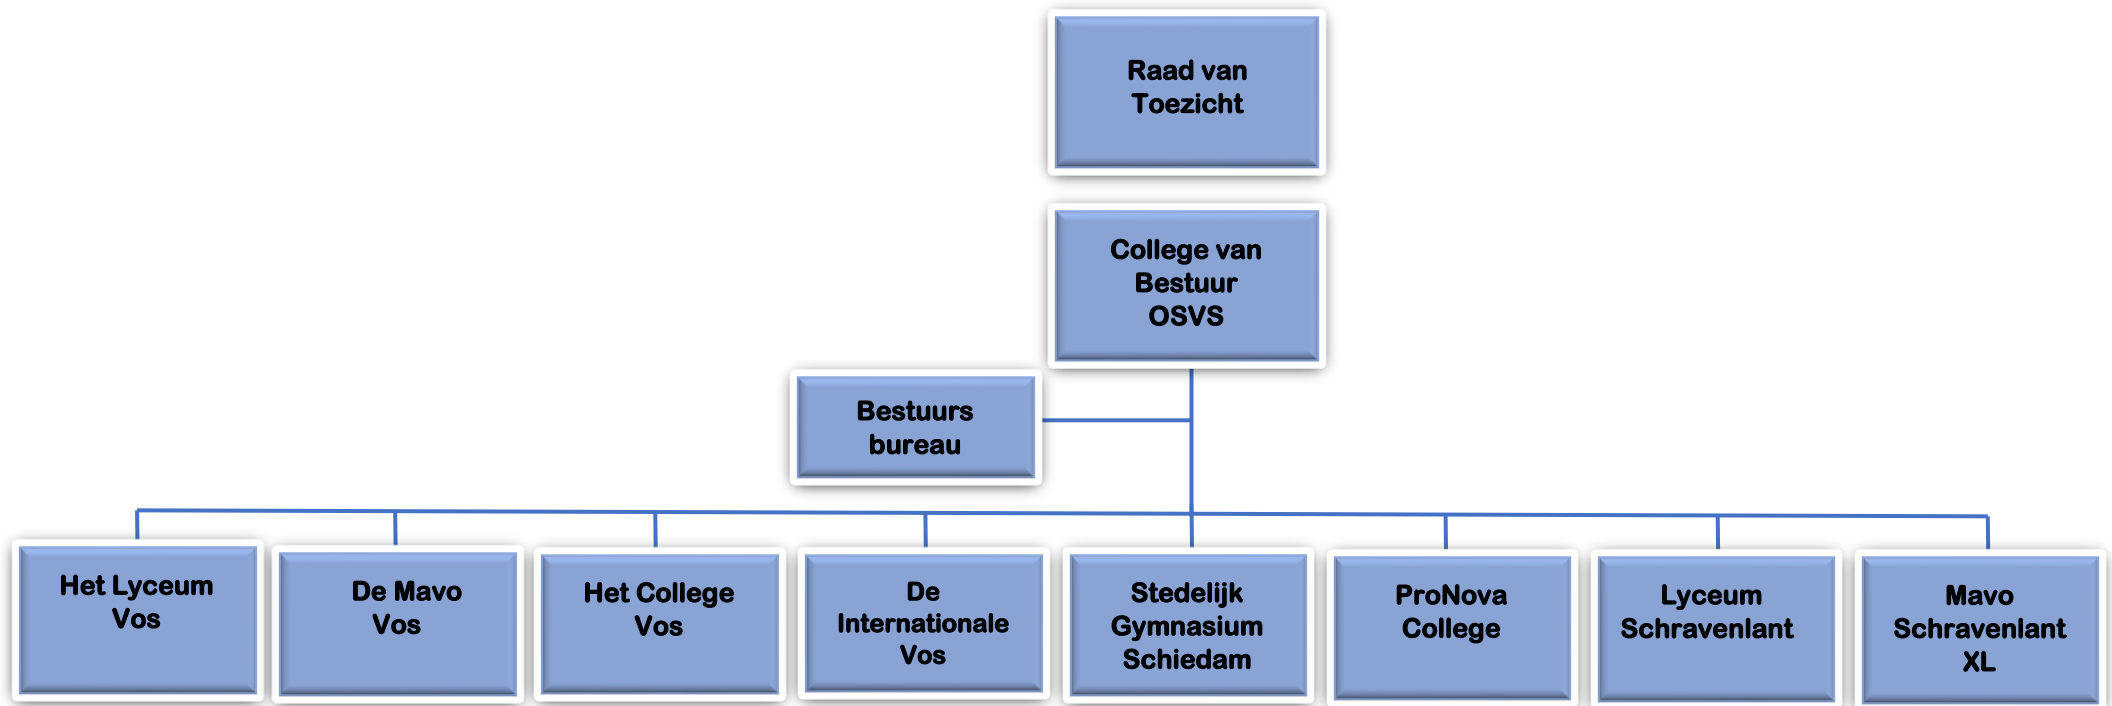 Raad van
Toezicht
College van
Bestuur
OSVS
Bestuurs
bureau
Het Lyceum
Vos
De Mavo
Vos
Het College
Vos
De
Internationale
Vos
Stedelijk
Gymnasium
Schiedam
ProNova
College
Lyceum
Schravenlant
Mavo
Schravenlant
XL